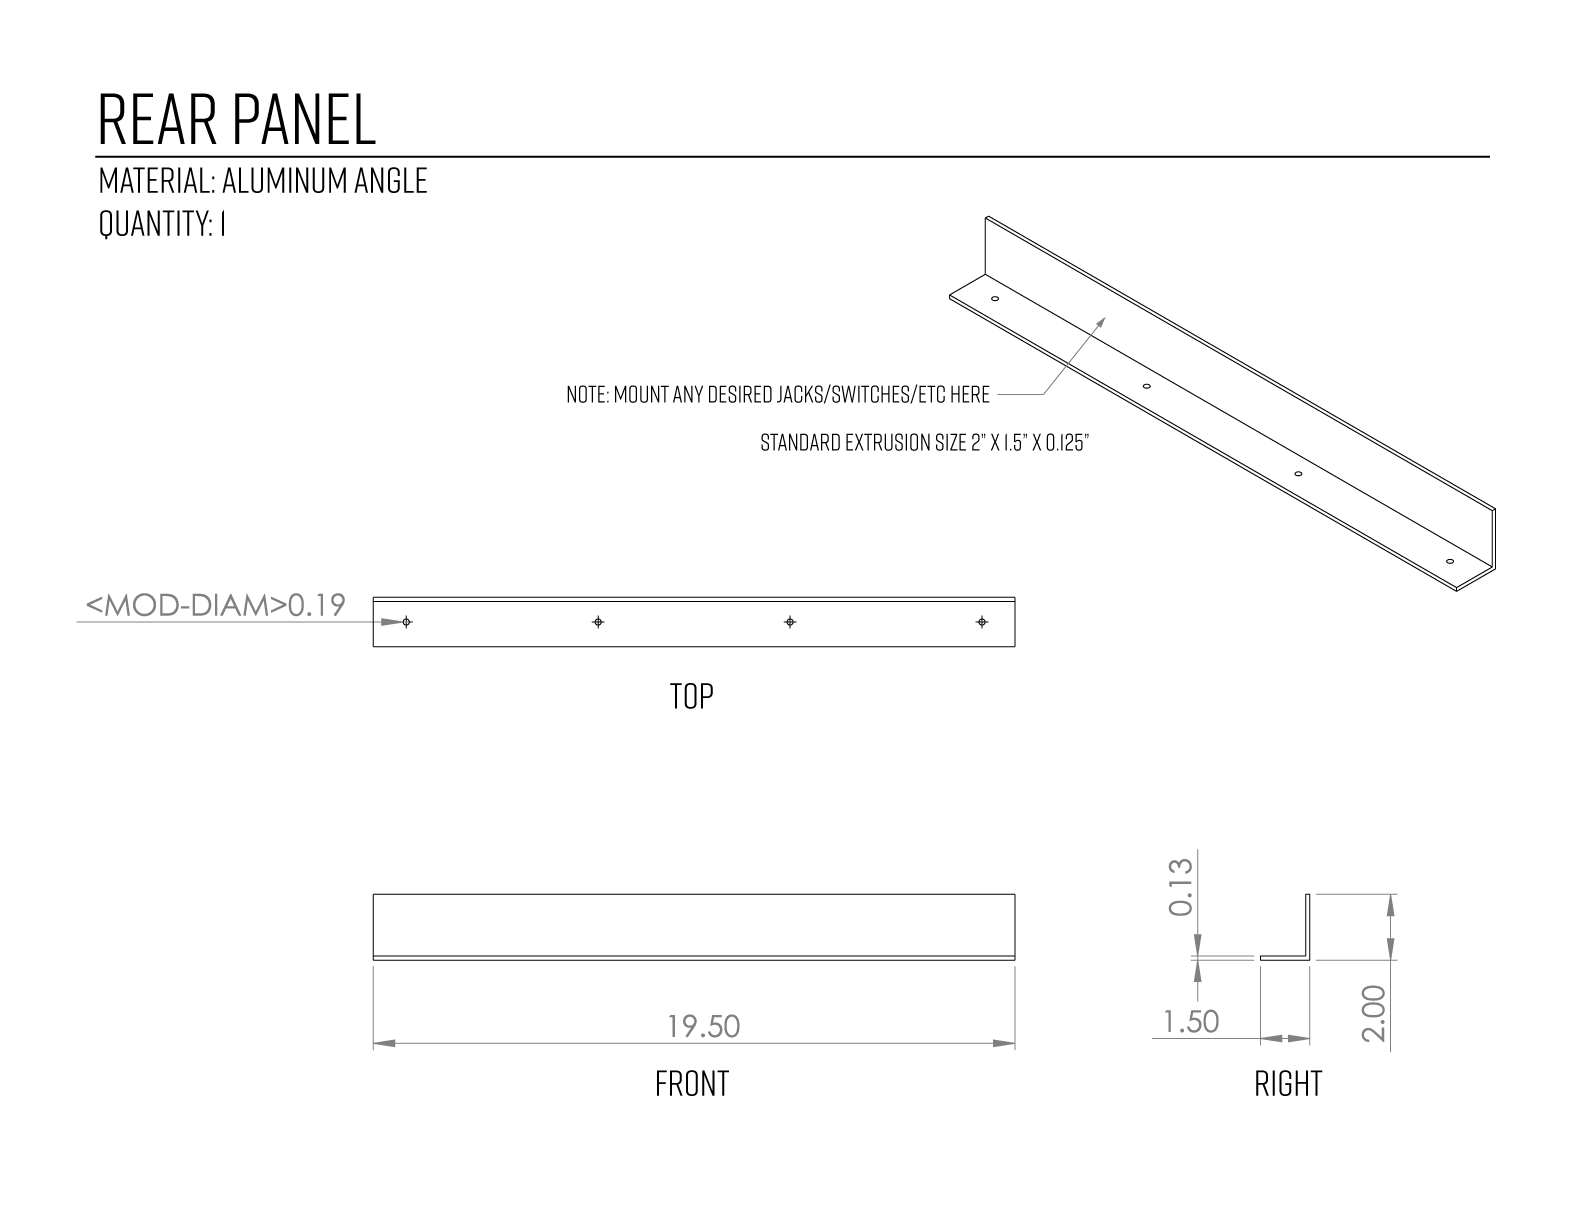 REAR PANEL
MATERIAL: ALUMINUM ANGLE
QUANTITY: 1
NOTE: MOUNT ANY DESIRED JACKS/SWITCHES/ETC HERE
STANDARD EXTRUSION SIZE 2" X 1.5" X 0.125"
<MOD-DIAM>0.19
TOP
0.13
19.50
1.50
2.00
FRONT
RIGHT